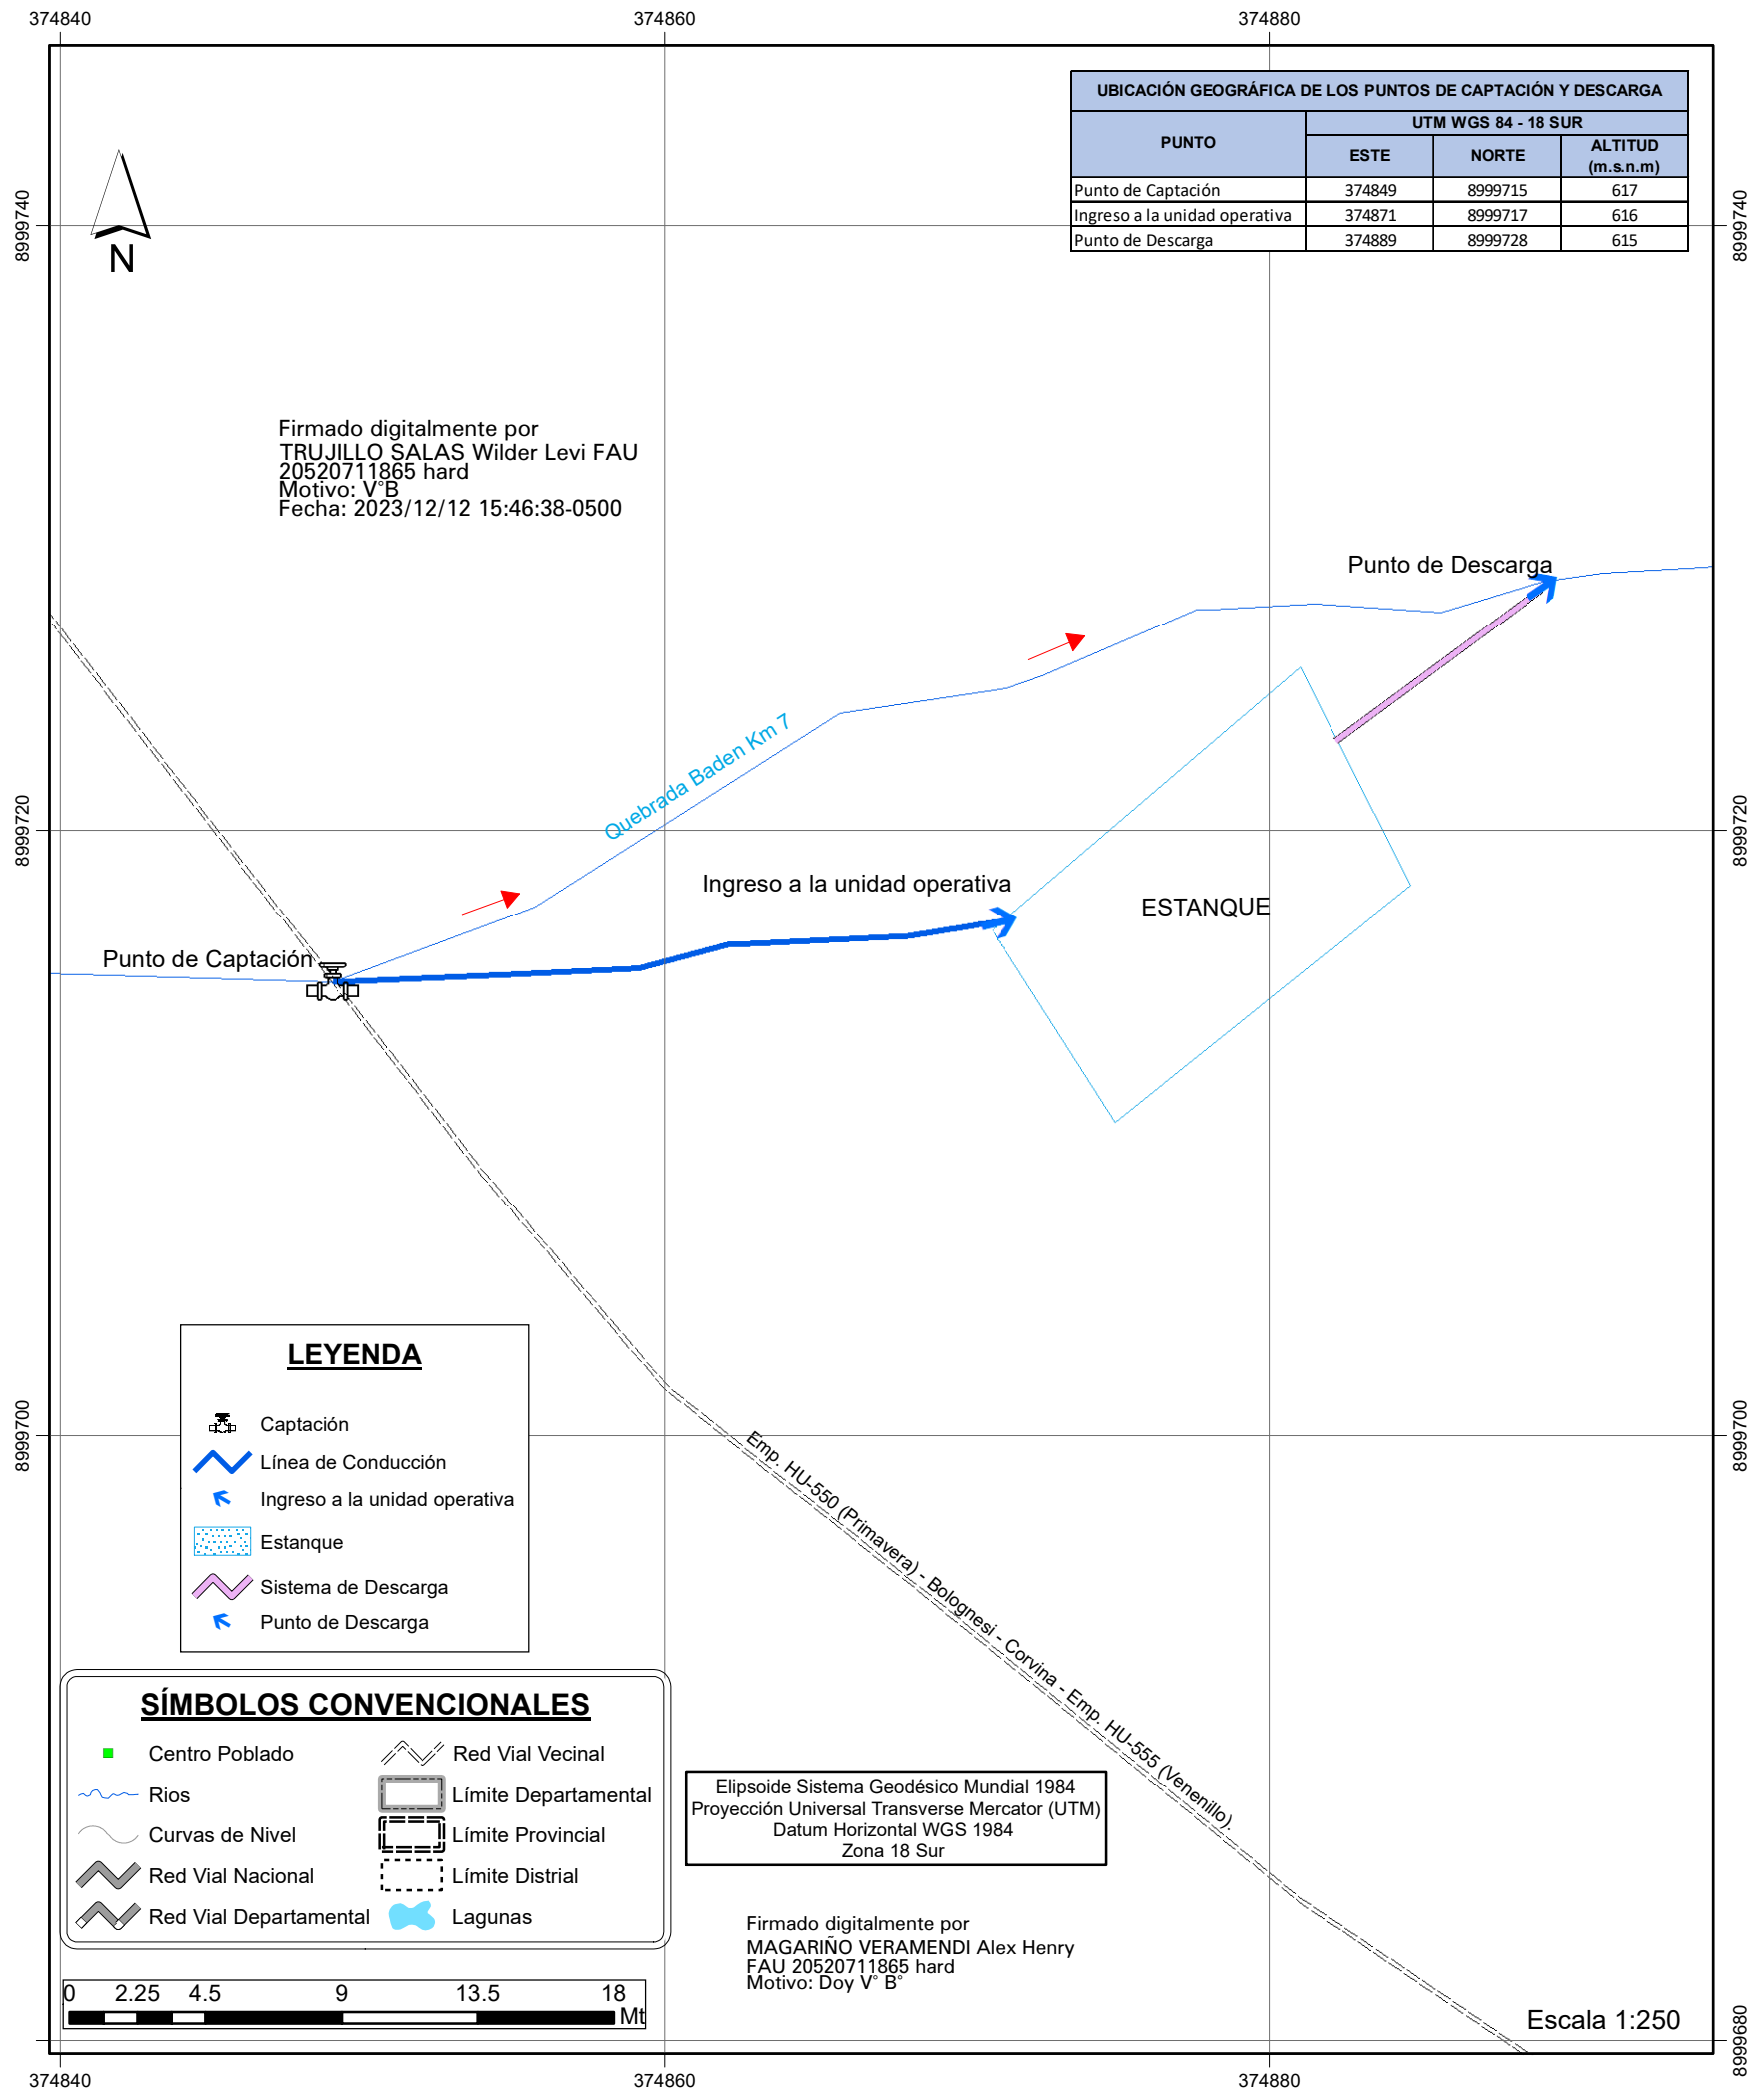 374840 374860 374880
UBICACIÓN GEOGRÁFICA DE LOS PUNTOS DE CAPTACIÓN Y DESCARGA
PUNTO UTM WGS 84 - 18 SUR
ESTE NORTE ALTITUD (m.s.n.m)
Punto de Captación 374849 8999715 617
Ingreso a la unidad operativa 374871 8999717 616
Punto de Descarga 374889 8999728 615
8999740 8999740
N
Firmado digitalmente por
TRUJILLO SALAS Wilder Levi FAU
20520711865 hard
Motivo: V°B
Fecha: 2023/12/12 15:46:38-0500
Punto de Descarga
Quebrada Baden Km 7
8999720 8999720
Ingreso a la unidad operativa
ESTANQUE
Punto de Captación
LEYENDA
Captación
Línea de Conducción
Ingreso a la unidad operativa
Estanque
Sistema de Descarga
Punto de Descarga
8999700 8999700
Emp. HU-550 (Primavera) - Bolognesi - Corvina - Emp. HU-555 (Venenillo).
SÍMBOLOS CONVENCIONALES
Centro Poblado Red Vial Vecinal
Rios Límite Departamental
Curvas de Nivel Límite Provincial
Red Vial Nacional Límite Distrial
Red Vial Departamental Lagunas
Elipsoide Sistema Geodésico Mundial 1984
Proyección Universal Transverse Mercator (UTM)
Datum Horizontal WGS 1984
Zona 18 Sur
Firmado digitalmente por
MAGARIÑO VERAMENDI Alex Henry
FAU 20520711865 hard
Motivo: Doy V° B°
0 2.25 4.5 9 13.5 18
Mt
Escala 1:250
8999680
374840 374860 374880